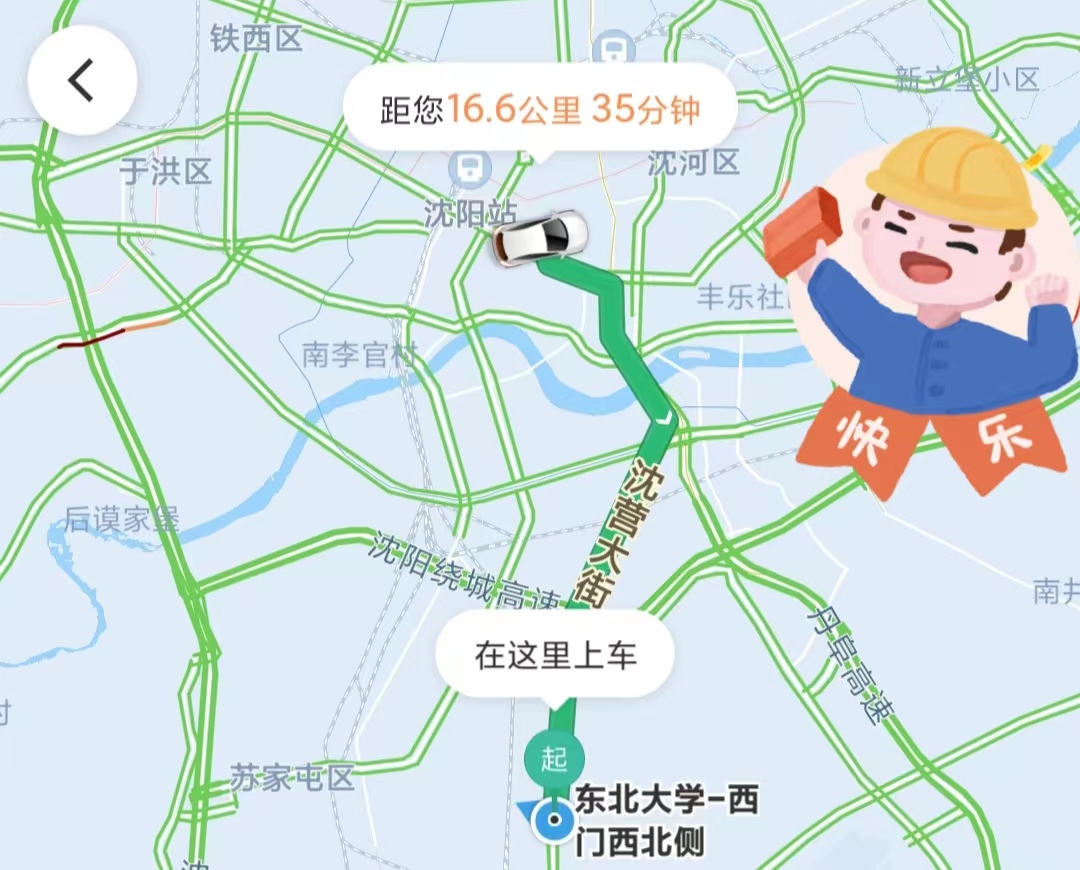 铁西区
新立堡小区
距您16.6公里 35分钟
沈河区
于洪区
沈阳站
丰乐社
南李官村
快
乐
沈营大街
后谟家堡
沈阳绕城高速
南井
丹阜高速
在这里上车
村
起
苏家屯区
东北大学-西
门西北侧
沈